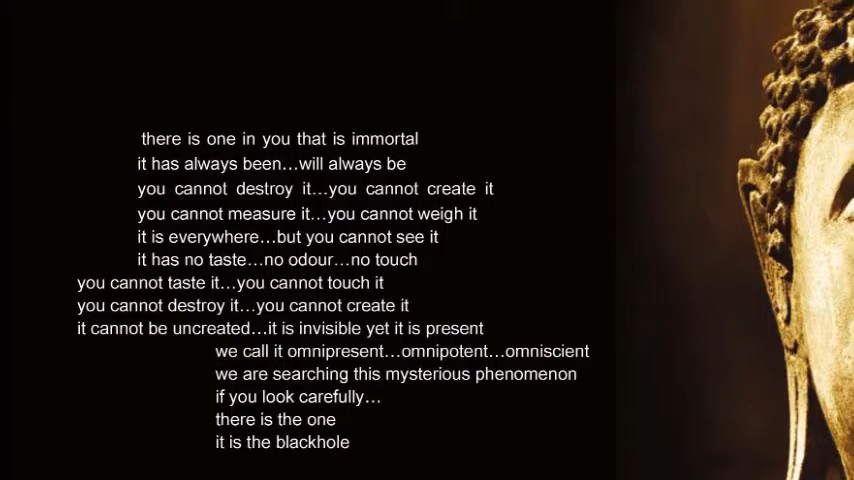 there is one in you that is immortal
it has always been...will always be
you cannot destroy it...you cannot create it
you cannot measure it...you cannot weigh it
it is everywhere...but you cannot see it
it has no taste...no odour...no touch
you cannot taste it...you cannot touch it
you cannot destroy it...you cannot create it
it cannot be uncreated...it is invisible yet it is present
we call it omnipresent...omnipotent...omniscient
we are searching this mysterious phenomenon
if you look carefully...
there is the one
it is the blackhole